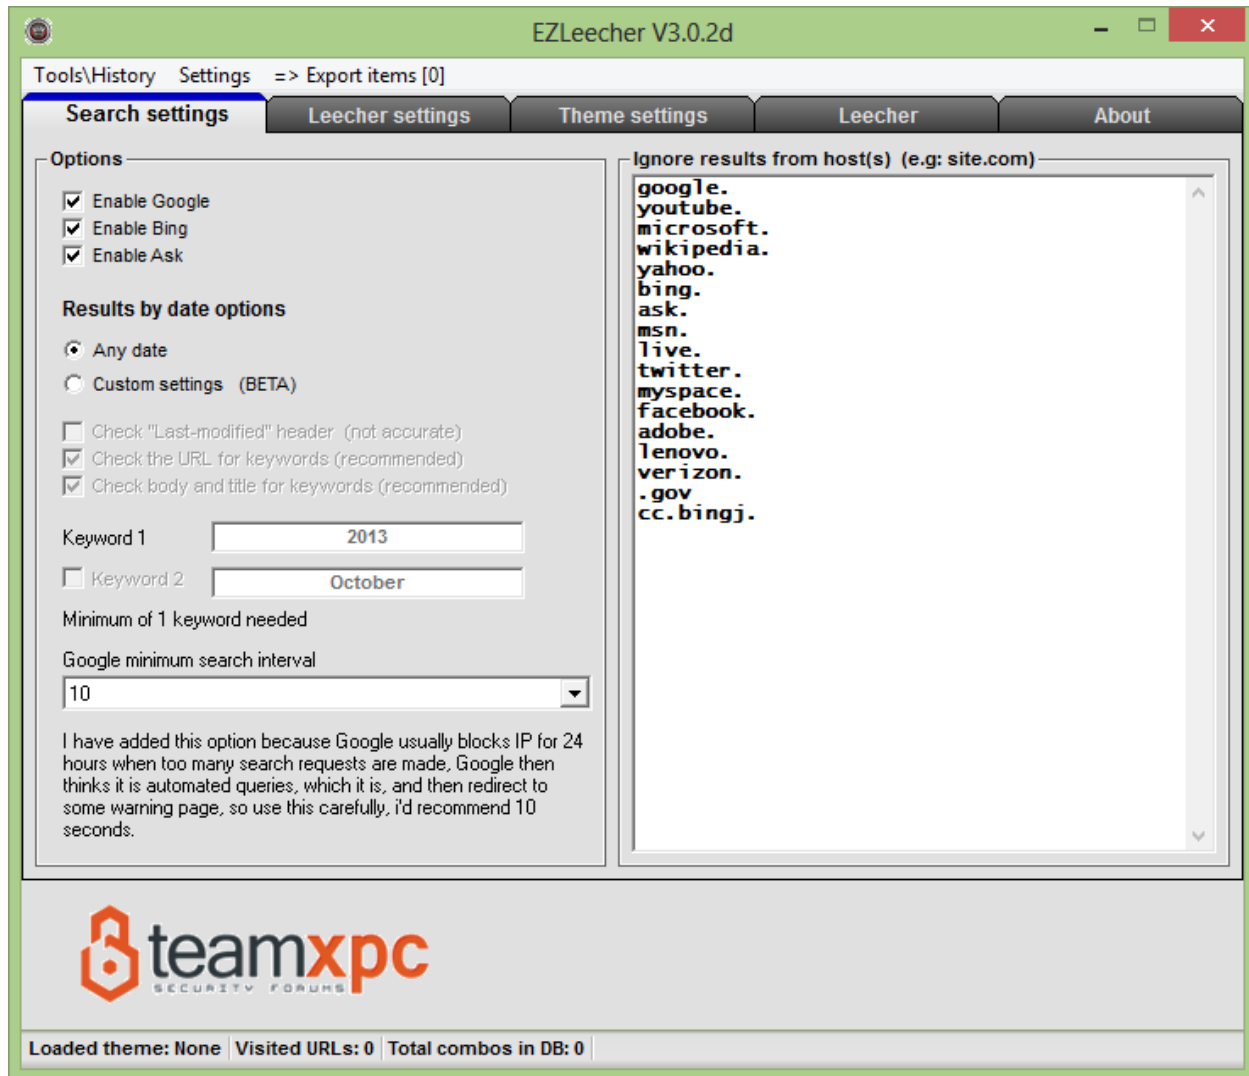 EZLeecher V3.0.2d
Tools\History Settings => Export items [0]
Search settings Leecher settings Theme settings Leecher About
Options
Enable Google
Enable Bing
Enable Ask
Results by date options
Any date
Custom settings (BETA)
Check "Last-modified" header (not accurate)
Check the URL for keywords (recommended)
Check body and title for keywords (recommended)
Keyword 1 2013
Keyword 2 October
Minimum of 1 keyword needed
Google minimum search interval
10
I have added this option because Google usually blocks IP for 24
hours when too many search requests are made, Google then
thinks it is automated queries, which it is, and then redirect to
some warning page, so use this carefully, i'd recommend 10
seconds.
Ignore results from host(s) (e.g: site.com)
google.
youtube.
microsoft.
wikipedia.
yahoo.
bing.
ask.
msn.
live.
twitter.
myspace.
facebook.
adobe.
lenovo.
verizon.
.gov
cc.bingj.
teamxpc
SECURITY FORUMS
Loaded theme: None Visited URLs: 0 Total combos in DB: 0